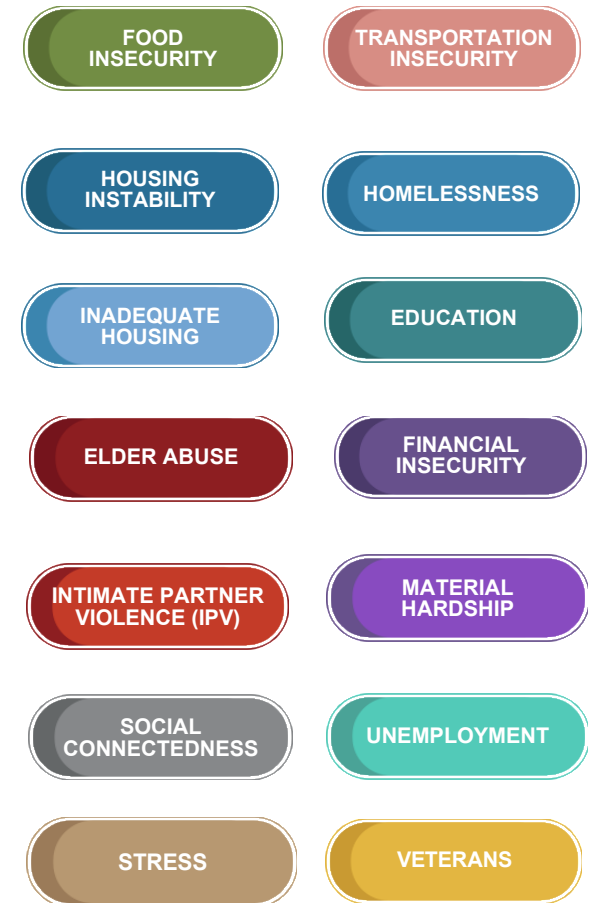 FOOD
INSECURITY
TRANSPORTATION
INSECURITY
HOUSING
INSTABILITY
HOMELESSNESS
INADEQUATE
HOUSING
EDUCATION
ELDER ABUSE
FINANCIAL
INSECURITY
INTIMATE PARTNER
VIOLENCE (IPV)
MATERIAL
HARDSHIP
SOCIAL
CONNECTEDNESS
UNEMPLOYMENT
STRESS
VETERANS